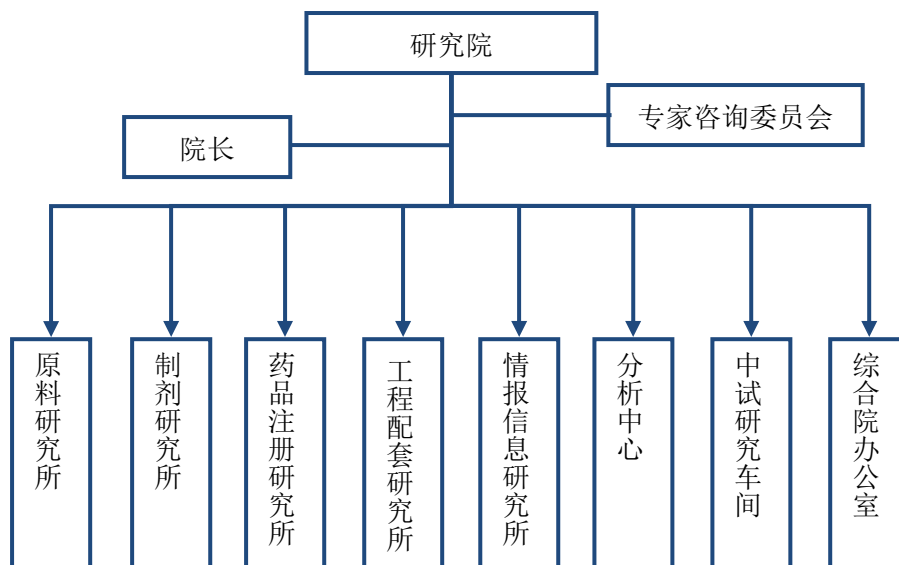 研究院
专家咨询委员会
院长
原料研究所
制剂研究所
药品注册研究所
工程配套研究所
情报信息研究所
分析中心
中试研究车间
综合院办公室